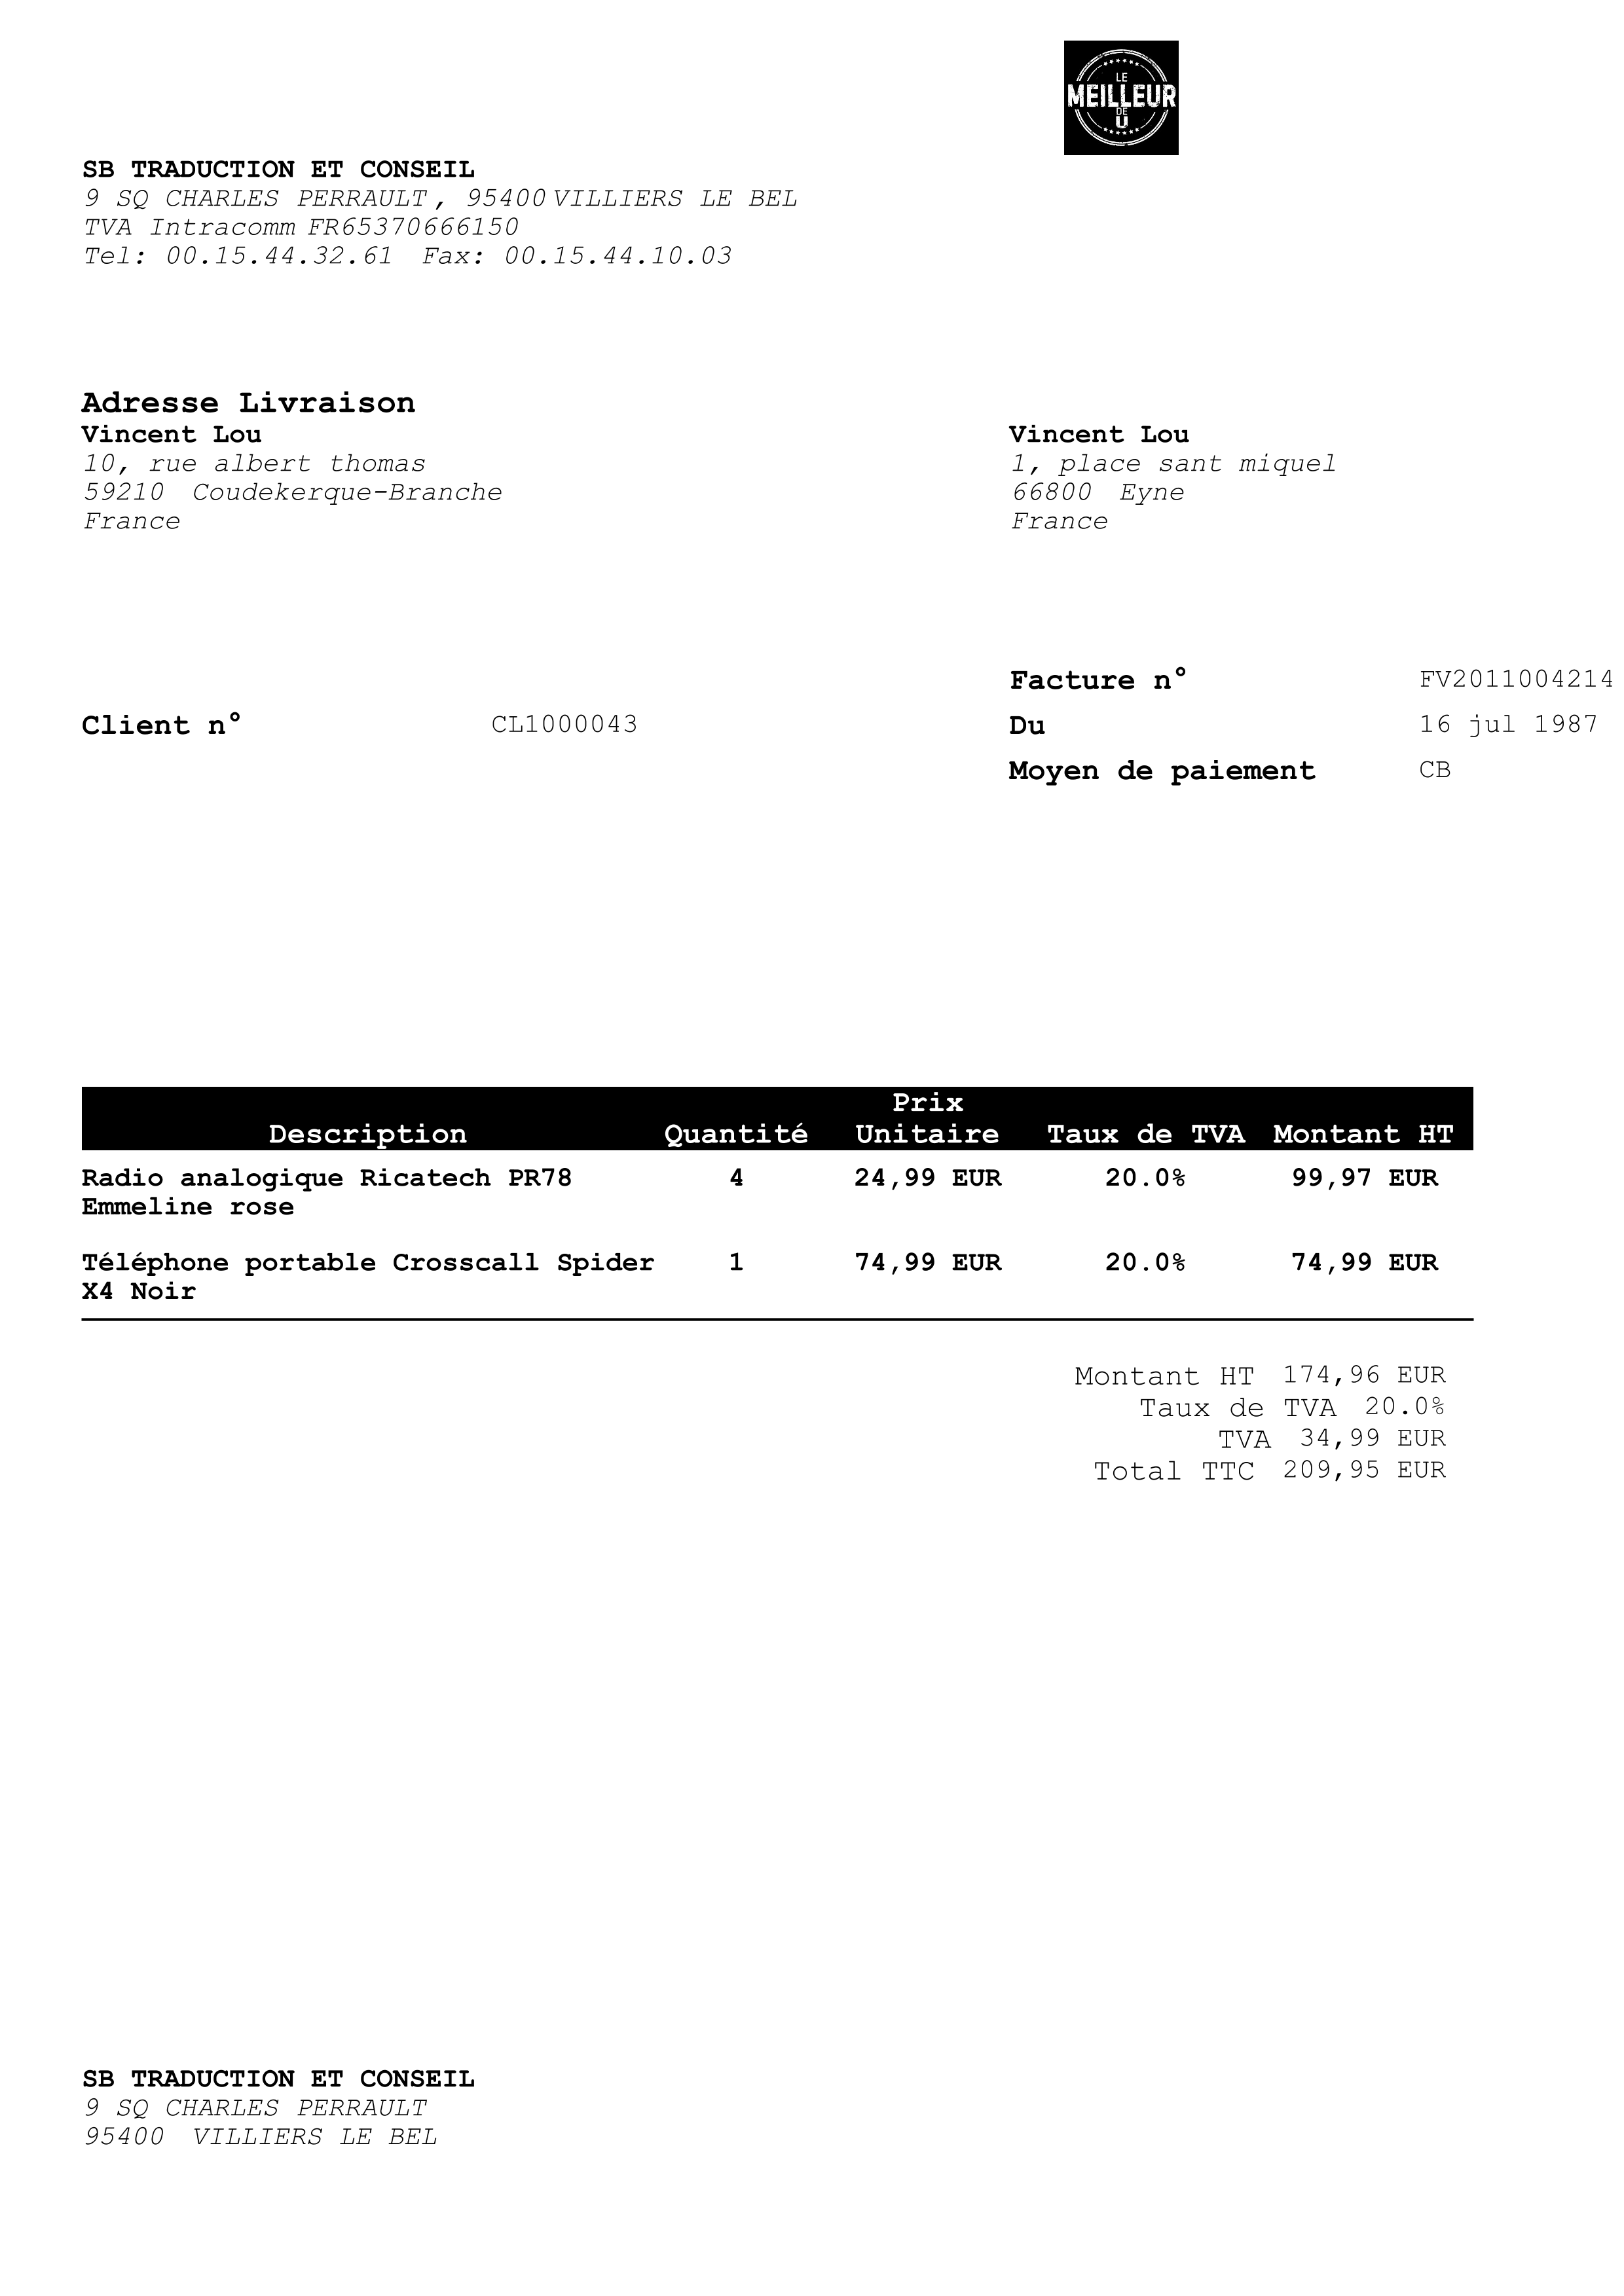 LE
MEILLEUR
DE
U
SB TRADUCTION ET CONSEIL
9 SQ CHARLES PERRAULT, 95400 VILLIERS LE BEL
TVA Intracomm FR65370666150
Tel: 00.15.44.32.61 Fax: 00.15.44.10.03
Adresse Livraison
Vincent Lou
10, rue albert thomas
59210 Coudekerque-Branche
France
Vincent Lou
1, place sant miquel
66800 Eyne
France
Facture n° FV2011004214
Client n° CL1000043
Du 16 jul 1987
Moyen de paiement CB
Description Quantité Prix Unitaire Taux de TVA Montant HT
Radio analogique Ricatech PR78 4 24,99 EUR 20.0% 99,97 EUR
Emmeline rose
Téléphone portable Crosscall Spider 1 74,99 EUR 20.0% 74,99 EUR
X4 Noir
Montant HT 174,96 EUR
Taux de TVA 20.0%
TVA 34,99 EUR
Total TTC 209,95 EUR
SB TRADUCTION ET CONSEIL
9 SQ CHARLES PERRAULT
95400 VILLIERS LE BEL